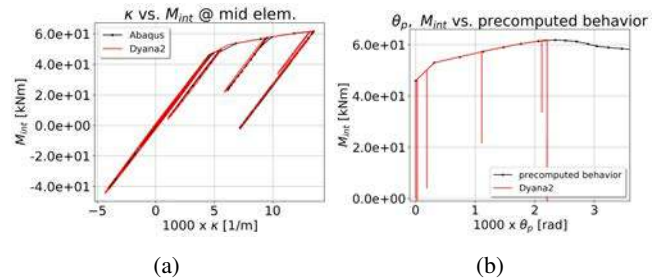 κ vs. M_int @ mid elem.
Abaqus
Dyana2
6.0e+01
4.0e+01
2.0e+01
0.0e+00
-2.0e+01
-4.0e+01
M_int [kNm]
−5 0 5 10
1000 x κ [1/m]
(a)
θ_p, M_int vs. precomputed behavior
6.0e+01
4.0e+01
2.0e+01
0.0e+00
M_int [kNm]
precomputed behavior
Dyana2
0 1 2 3
1000 x θ_p [rad]
(b)